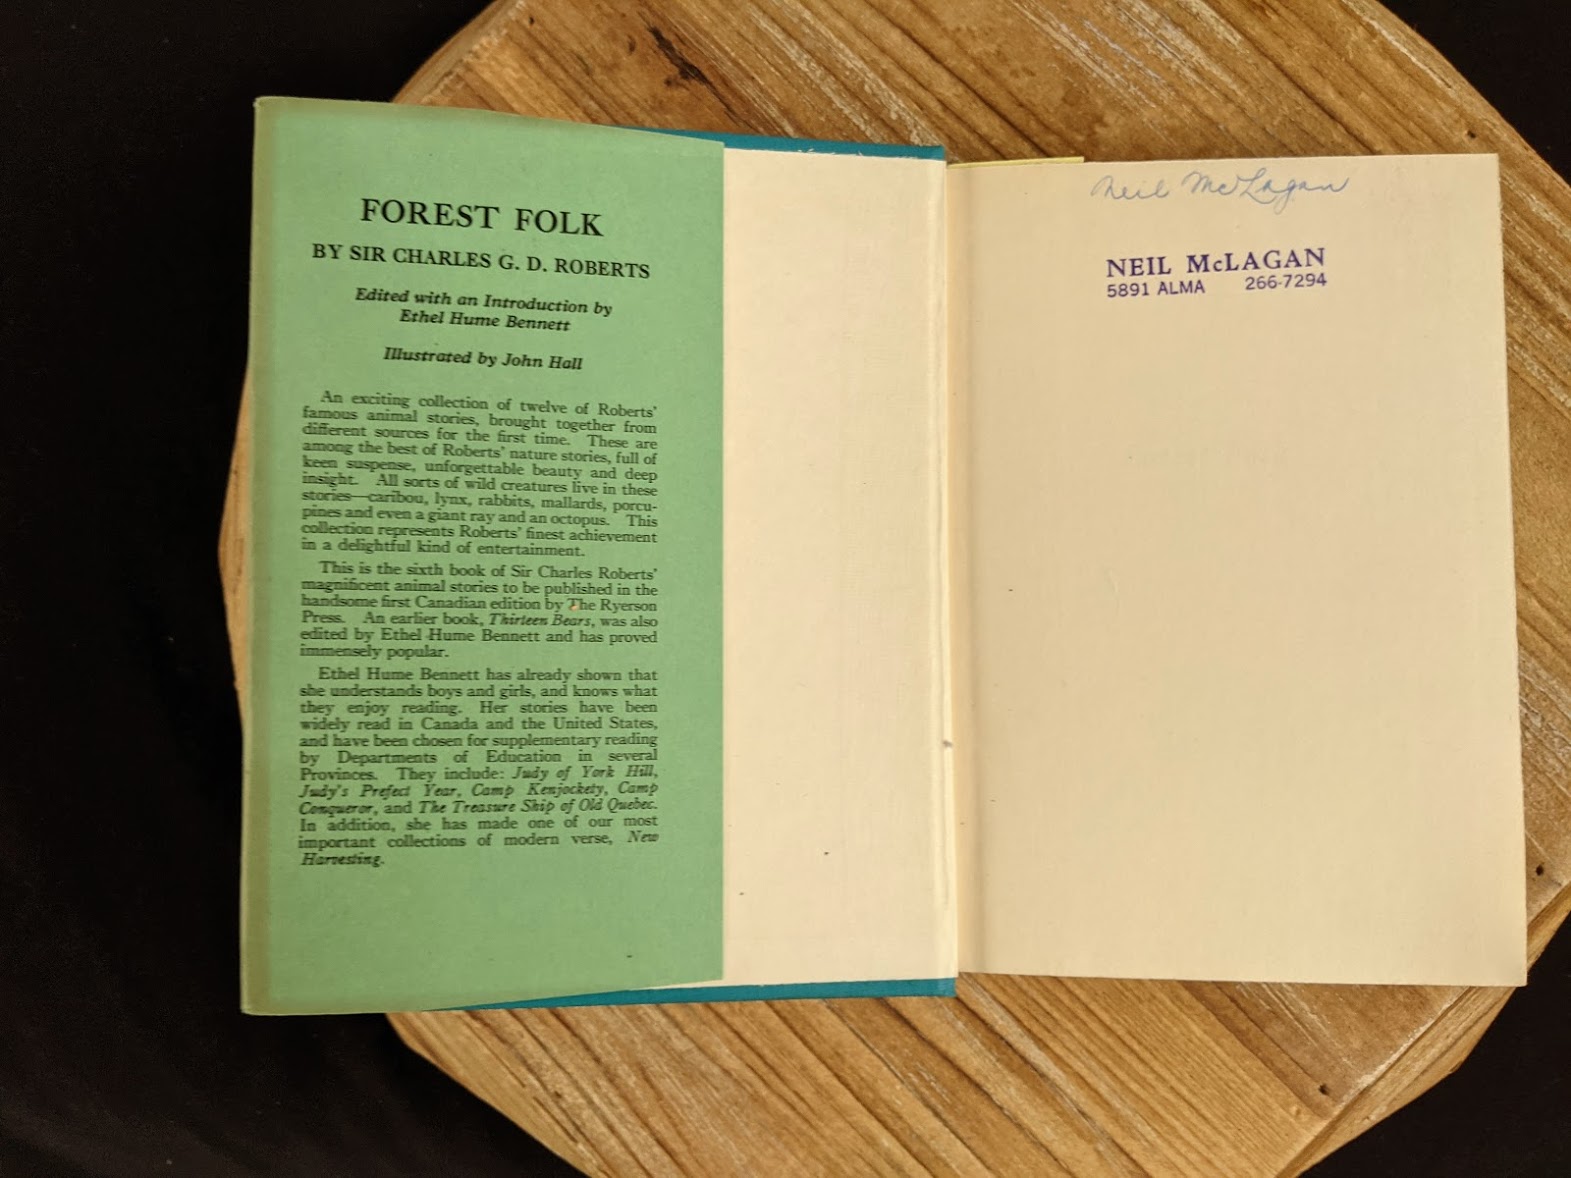 FOREST FOLK
BY SIR CHARLES G. D. ROBERTS
Edited with an Introduction by
Ethel Hume Bennett
Illustrated by John Hall
An exciting collection of twelve of Roberts'
famous animal stories, brought together from
different sources for the first time. These are
among the best of Roberts' nature stories, full of
keen suspense, unforgettable beauty and deep
insight. All sorts of wild creatures live in these
stories—caribou, lynx, rabbits, mallards, porcu-
pines and even a giant ray and an octopus. This
collection represents Roberts' finest achievement
in a delightful kind of entertainment.
This is the sixth book of Sir Charles Roberts'
magnificent animal stories to be published in the
handsome first Canadian edition by The Ryerson
Press. An earlier book, Thirteen Bears, was also
edited by Ethel Hume Bennett and has proved
immensely popular.
Ethel Hume Bennett has already shown that
she understands boys and girls, and knows what
they enjoy reading. Her stories have been
widely read in Canada and the United States,
and have been chosen for supplementary reading
by Departments of Education in several
Provinces. They include: Judy of York Hill,
Judy's Prefect Year, Camp Kenjockety, Camp
Conqueror, and The Treasure Ship of Old Quebec.
In addition, she has made one of our most
important collections of modern verse, New
Harvesting.
Neil McLagan
NEIL McLAGAN
5891 ALMA 266-7294